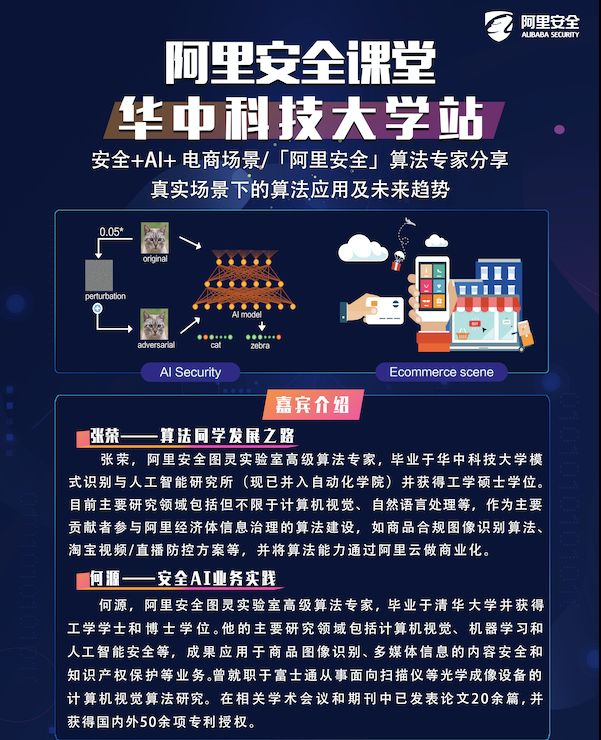 阿里安全
ALIBABA SECURITY
阿里安全课堂
华中科技大学站
安全+AI+ 电商场景/「阿里安全」算法专家分享
真实场景下的算法应用及未来趋势
0.05*
original
perturbation
AI model
adversarial
cat
zebra
AI Security
Ecommerce scene
嘉宾介绍
张荣——算法同学发展之路
张荣，阿里安全图灵实验室高级算法专家，毕业于华中科技大学模
式识别与人工智能研究所（现已并入自动化学院）并获得工学硕士学位。
目前主要研究领域包括但不限于计算机视觉、自然语言处理等，作为主要
贡献者参与阿里经济体信息治理的算法建设，如商品合规图像识别算法、
淘宝视频/直播防控方案等，并将算法能力通过阿里云做商业化。
何源——安全AI业务实践
何源，阿里安全图灵实验室高级算法专家，毕业于清华大学并获得
工学学士和博士学位。他的主要研究领域包括计算机视觉、机器学习和
人工智能安全等，成果应用于商品图像识别、多媒体信息的内容安全和
知识产权保护等业务。曾就职于富士通从事面向扫描仪等光学成像设备的
计算机视觉算法研究。在相关学术会议和期刊中已发表论文20余篇，并
获得国内外50余项专利授权。